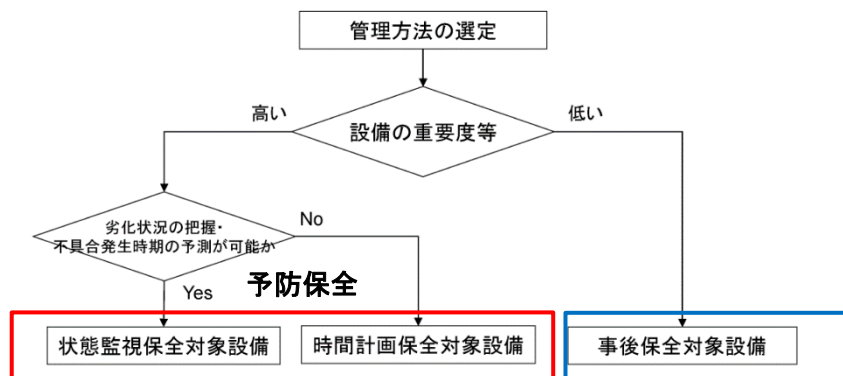 管理方法の選定
高い
低い
設備の重要度等
劣化状況の把握・
不具合発生時期の予測が可能か
No
Yes
予防保全
状態監視保全対象設備
時間計画保全対象設備
事後保全対象設備